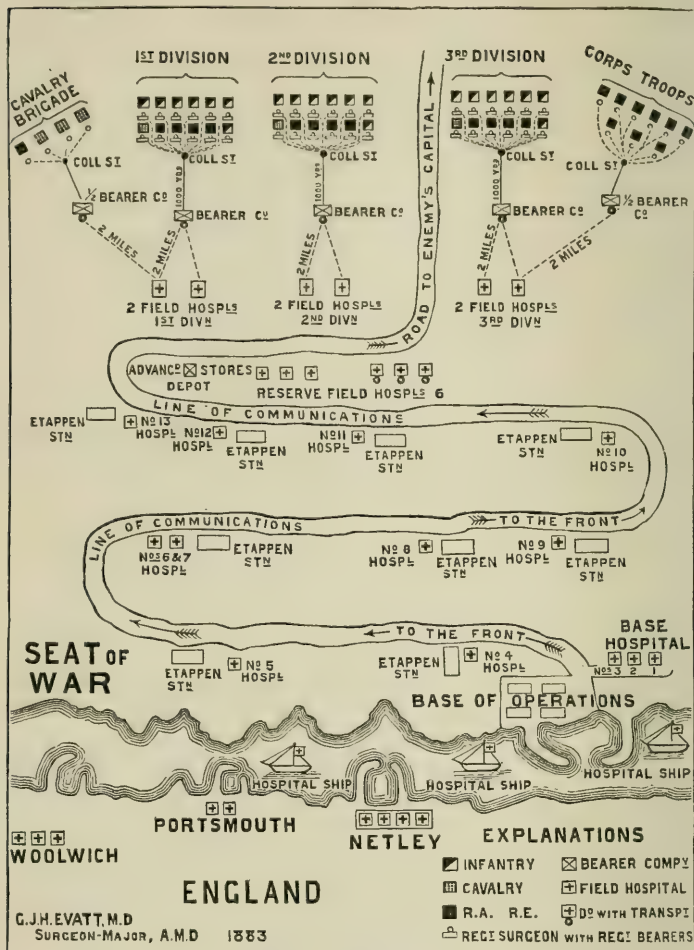 1ST DIVISION
2ND DIVISION
3RD DIVISION
CORPS TROOPS
CAVALRY
BRIGADE
COLL ST
COLL ST
COLL ST
COLL ST
COLL ST
1000 YDS
1000 YDS
1000 YDS
½ BEARER CO
BEARER CO
BEARER CO
BEARER CO
½ BEARER
CO
2 MILES
2 MILES
2 MILES
2 MILES
2 MILES
2 FIELD HOSPLS
1ST DIVN
2 FIELD HOSPLS
2ND DIVN
2 FIELD HOSPLS
3RD DIVN
ROAD TO ENEMY'S CAPITAL
ADVANCD STORES
DEPOT
RESERVE FIELD HOSPLS 6
LINE OF COMMUNICATIONS
ETAPPEN
STN
No 13
HOSPL
No 12
HOSPL
ETAPPEN
STN
No 11
HOSPL
ETAPPEN
STN
ETAPPEN
STN
No 10
HOSPL
LINE OF COMMUNICATIONS
TO THE FRONT
Nos 6 & 7
HOSPL
ETAPPEN
STN
No 8
HOSPL
ETAPPEN
STN
No 9
HOSPL
ETAPPEN
STN
TO THE FRONT
SEAT OF
WAR
ETAPPEN
STN
No 5
HOSPL
ETAPPEN
STN
No 4
HOSPL
BASE
HOSPITAL
Nos 3 2 1
BASE OF OPERATIONS
HOSPITAL SHIP
HOSPITAL SHIP
HOSPITAL SHIP
PORTSMOUTH
NETLEY
WOOLWICH
ENGLAND
EXPLANATIONS
INFANTRY
BEARER COMPY
CAVALRY
FIELD HOSPITAL
R.A. R.E.
DO WITH TRANSPT
REGT SURGEON WITH REGT BEARERS
G.J.H. EVATT, M.D
SURGEON-MAJOR, A.M.D 1883